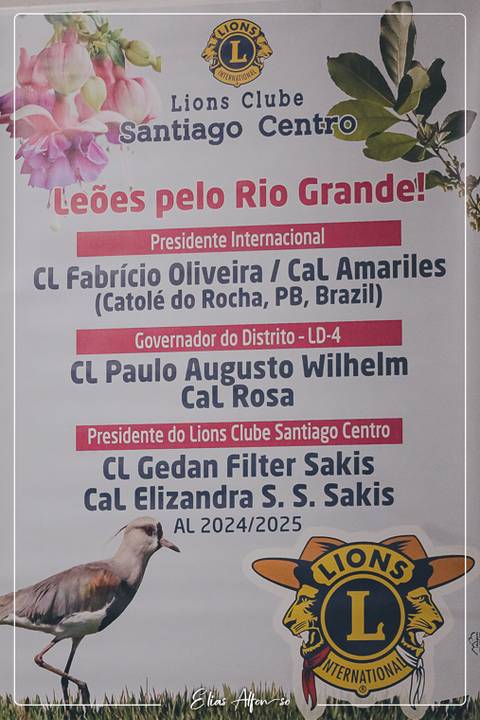 LIONS
L
INTERNATIONAL
Lions Clube
Santiago Centro
Leões pelo Rio Grande!
Presidente Internacional
CL Fabrício Oliveira / CaL Amariles
(Catolé do Rocha, PB, Brazil)
Governador do Distrito - LD-4
CL Paulo Augusto Wilhelm
CaL Rosa
Presidente do Lions Clube Santiago Centro
CL Gedan Filter Sakis
CaL Elizandra S. S. Sakis
AL 2024/2025
LIONS
L
INTERNATIONAL
®
Elias Alfonso